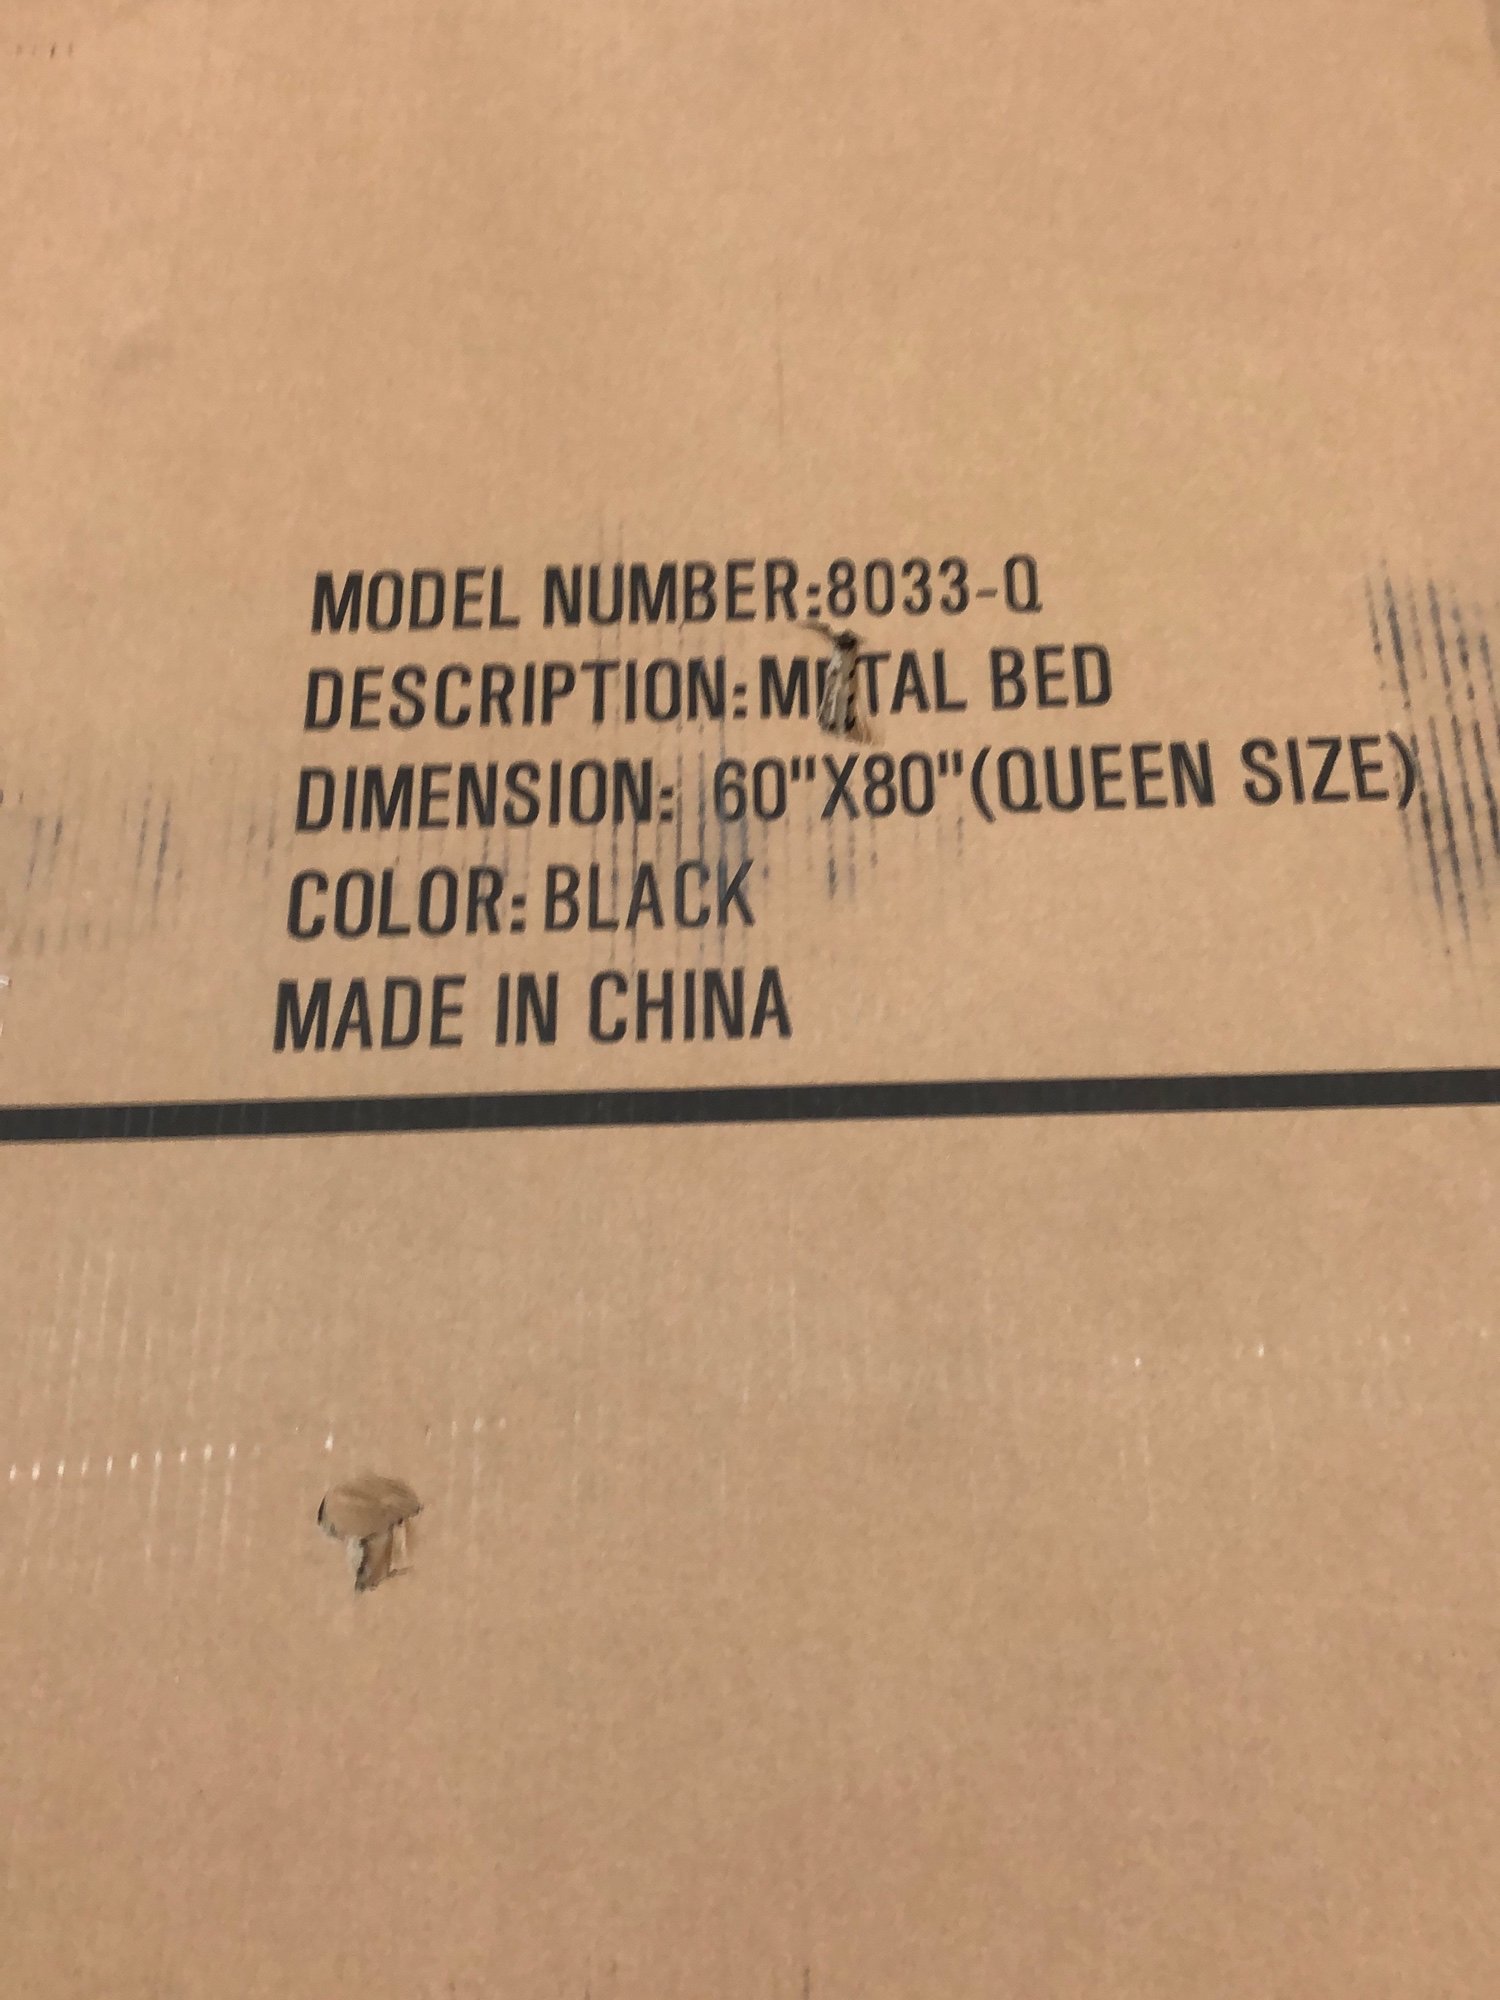 MODEL NUMBER:8033-Q
DESCRIPTION:METAL BED
DIMENSION: 60"X80"(QUEEN SIZE)
COLOR:BLACK
MADE IN CHINA